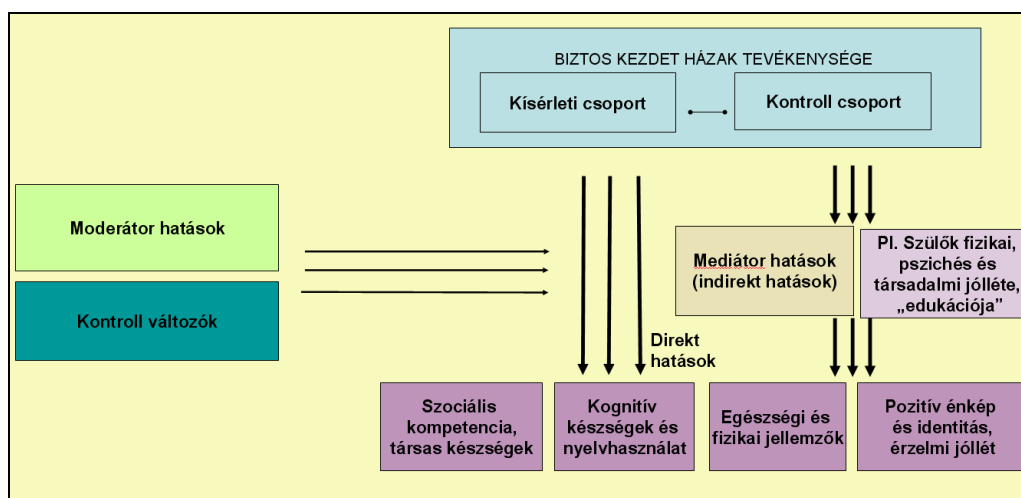 BIZTOS KEZDET HÁZAK TEVÉKENYSÉGE
Kísérleti csoport
Kontroll csoport
Moderátor hatások
Kontroll változók
Mediátor hatások
(indirekt hatások)
Pl. Szülők fizikai,
pszichés és
társadalmi jólléte,
„edukációja”
Direkt
hatások
Szociális
kompetencia,
társas készségek
Kognitív
készségek és
nyelvhasználat
Egészségi és
fizikai jellemzők
Pozitív énkép
és identitás,
érzelmi jóllét